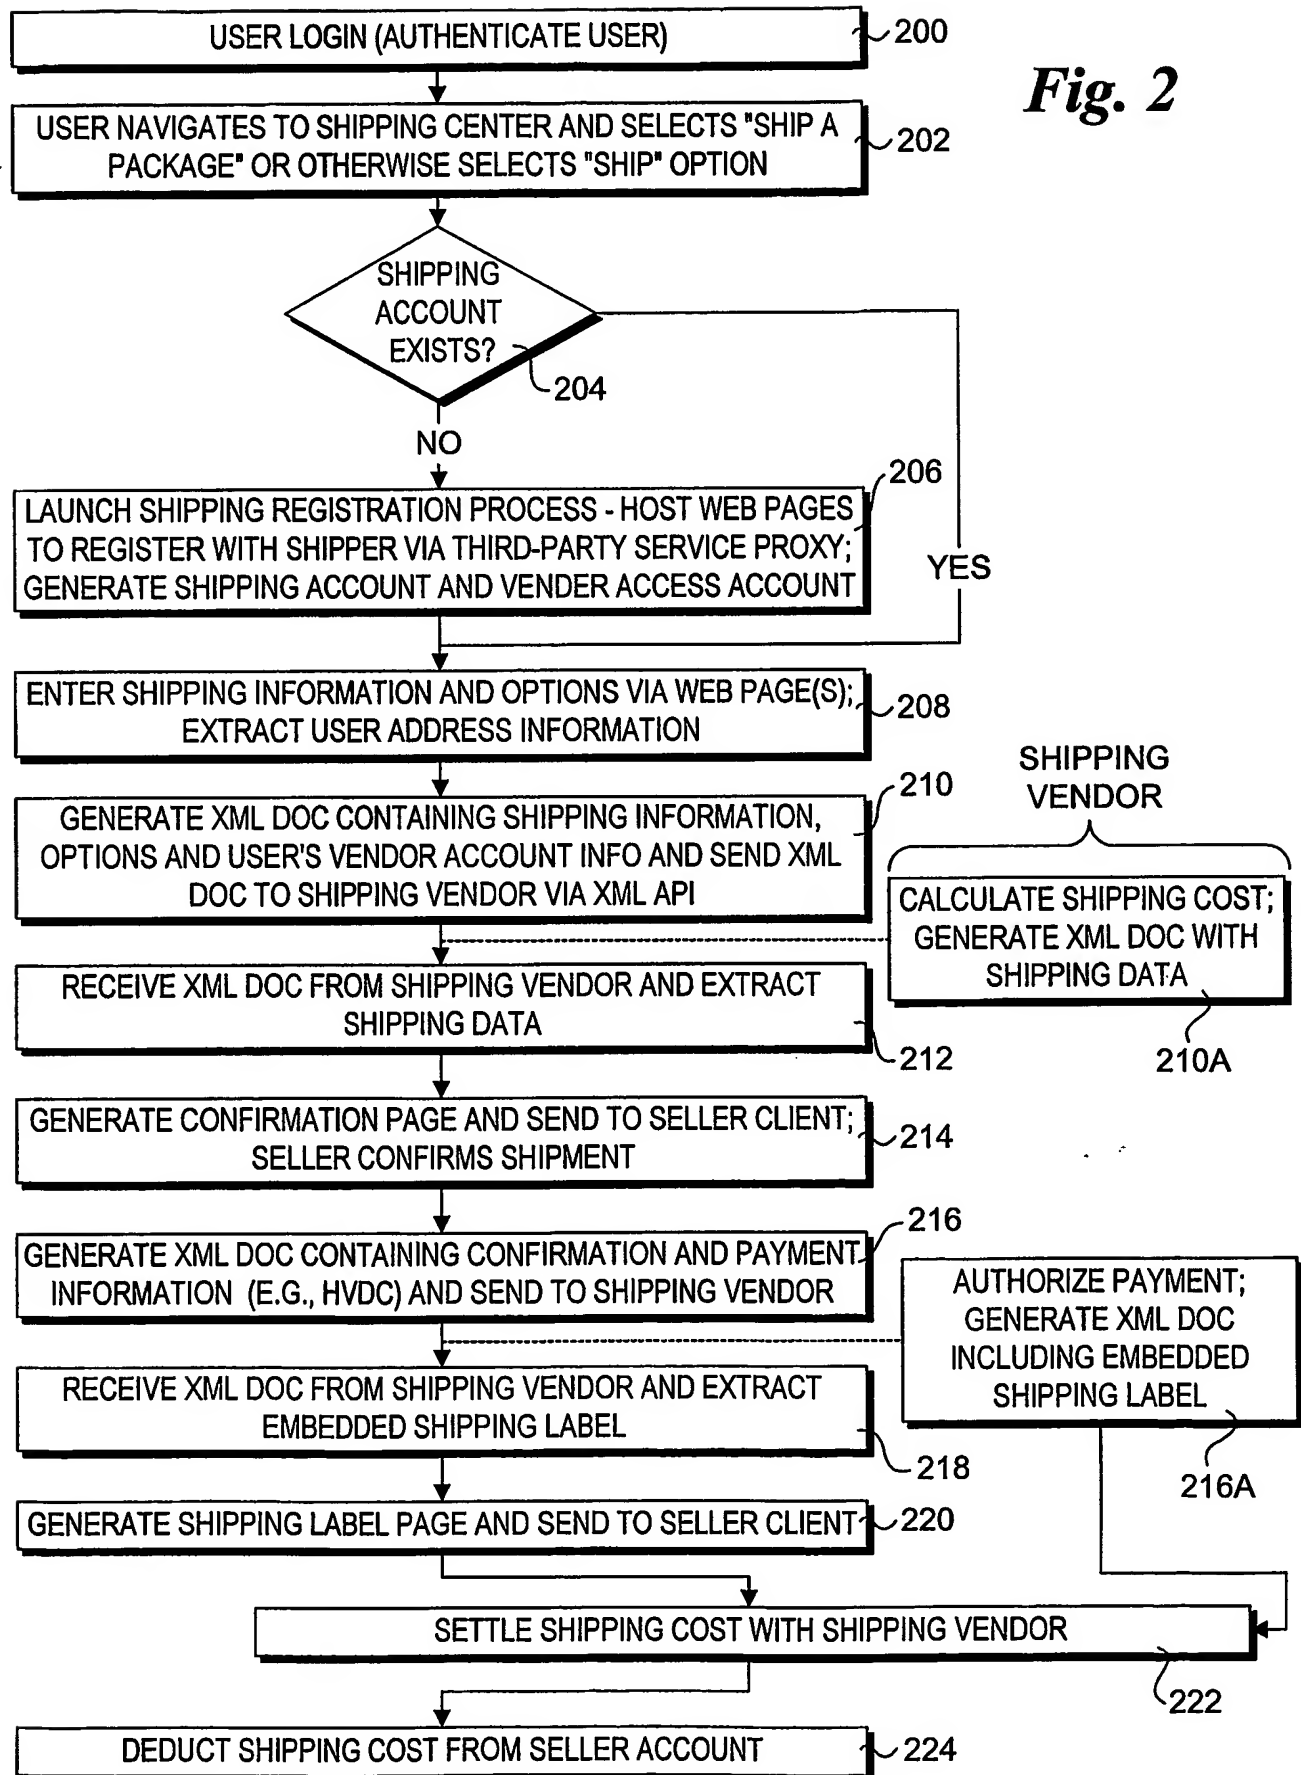 USER LOGIN (AUTHENTICATE USER)
200
Fig. 2
USER NAVIGATES TO SHIPPING CENTER AND SELECTS "SHIP A
PACKAGE" OR OTHERWISE SELECTS "SHIP" OPTION
202
SHIPPING
ACCOUNT
EXISTS?
204
NO
YES
206
LAUNCH SHIPPING REGISTRATION PROCESS - HOST WEB PAGES
TO REGISTER WITH SHIPPER VIA THIRD-PARTY SERVICE PROXY;
GENERATE SHIPPING ACCOUNT AND VENDER ACCESS ACCOUNT
ENTER SHIPPING INFORMATION AND OPTIONS VIA WEB PAGE(S);
EXTRACT USER ADDRESS INFORMATION
208
SHIPPING
VENDOR
210
GENERATE XML DOC CONTAINING SHIPPING INFORMATION,
OPTIONS AND USER'S VENDOR ACCOUNT INFO AND SEND XML
DOC TO SHIPPING VENDOR VIA XML API
CALCULATE SHIPPING COST;
GENERATE XML DOC WITH
SHIPPING DATA
210A
RECEIVE XML DOC FROM SHIPPING VENDOR AND EXTRACT
SHIPPING DATA
212
GENERATE CONFIRMATION PAGE AND SEND TO SELLER CLIENT;
SELLER CONFIRMS SHIPMENT
214
216
GENERATE XML DOC CONTAINING CONFIRMATION AND PAYMENT
INFORMATION (E.G., HVDC) AND SEND TO SHIPPING VENDOR
AUTHORIZE PAYMENT;
GENERATE XML DOC
INCLUDING EMBEDDED
SHIPPING LABEL
216A
RECEIVE XML DOC FROM SHIPPING VENDOR AND EXTRACT
EMBEDDED SHIPPING LABEL
218
GENERATE SHIPPING LABEL PAGE AND SEND TO SELLER CLIENT
220
SETTLE SHIPPING COST WITH SHIPPING VENDOR
222
DEDUCT SHIPPING COST FROM SELLER ACCOUNT
224